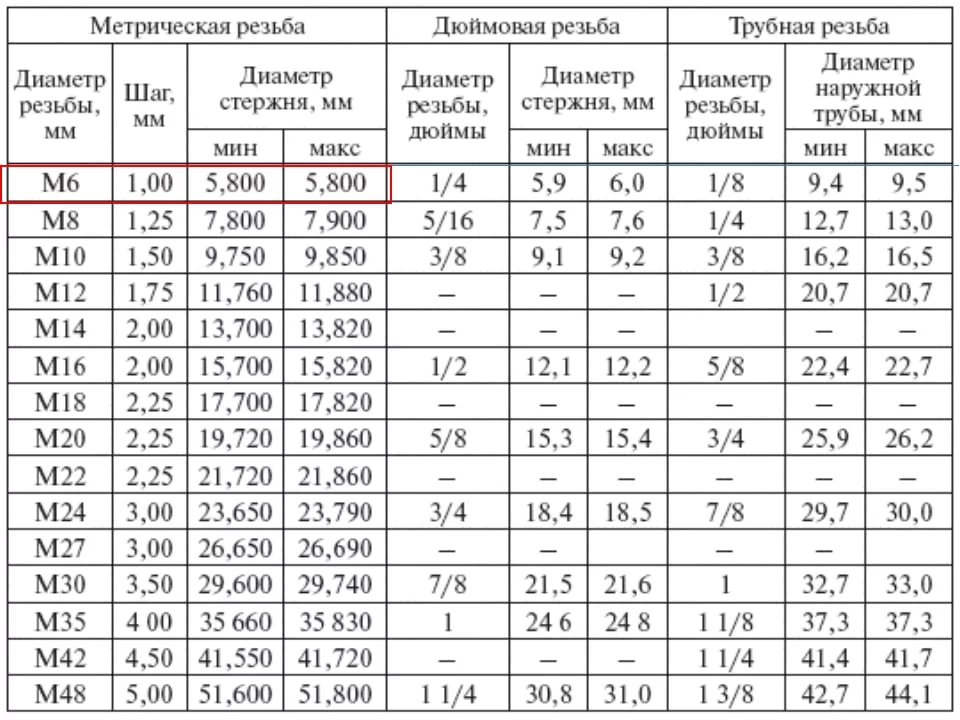 Метрическая резьба Дюймовая резьба Трубная резьба
Диаметр резьбы, мм Шаг, мм Диаметр стержня, мм Диаметр резьбы, дюймы Диаметр стержня, мм Диаметр резьбы, дюймы Диаметр наружной трубы, мм
мин макс мин макс мин макс
М6 1,00 5,800 5,800 1/4 5,9 6,0 1/8 9,4 9,5
М8 1,25 7,800 7,900 5/16 7,5 7,6 1/4 12,7 13,0
М10 1,50 9,750 9,850 3/8 9,1 9,2 3/8 16,2 16,5
М12 1,75 11,760 11,880 – – – 1/2 20,7 20,7
М14 2,00 13,700 13,820 – – – – –
М16 2,00 15,700 15,820 1/2 12,1 12,2 5/8 22,4 22,7
М18 2,25 17,700 17,820 – – – – – –
М20 2,25 19,720 19,860 5/8 15,3 15,4 3/4 25,9 26,2
М22 2,25 21,720 21,860 – – – – – –
М24 3,00 23,650 23,790 3/4 18,4 18,5 7/8 29,7 30,0
М27 3,00 26,650 26,690 – – – –
М30 3,50 29,600 29,740 7/8 21,5 21,6 1 32,7 33,0
М35 4 00 35 660 35 830 1 24 6 24 8 1 1/8 37,3 37,3
М42 4,50 41,550 41,720 – – – 1 1/4 41,4 41,7
М48 5,00 51,600 51,800 1 1/4 30,8 31,0 1 3/8 42,7 44,1